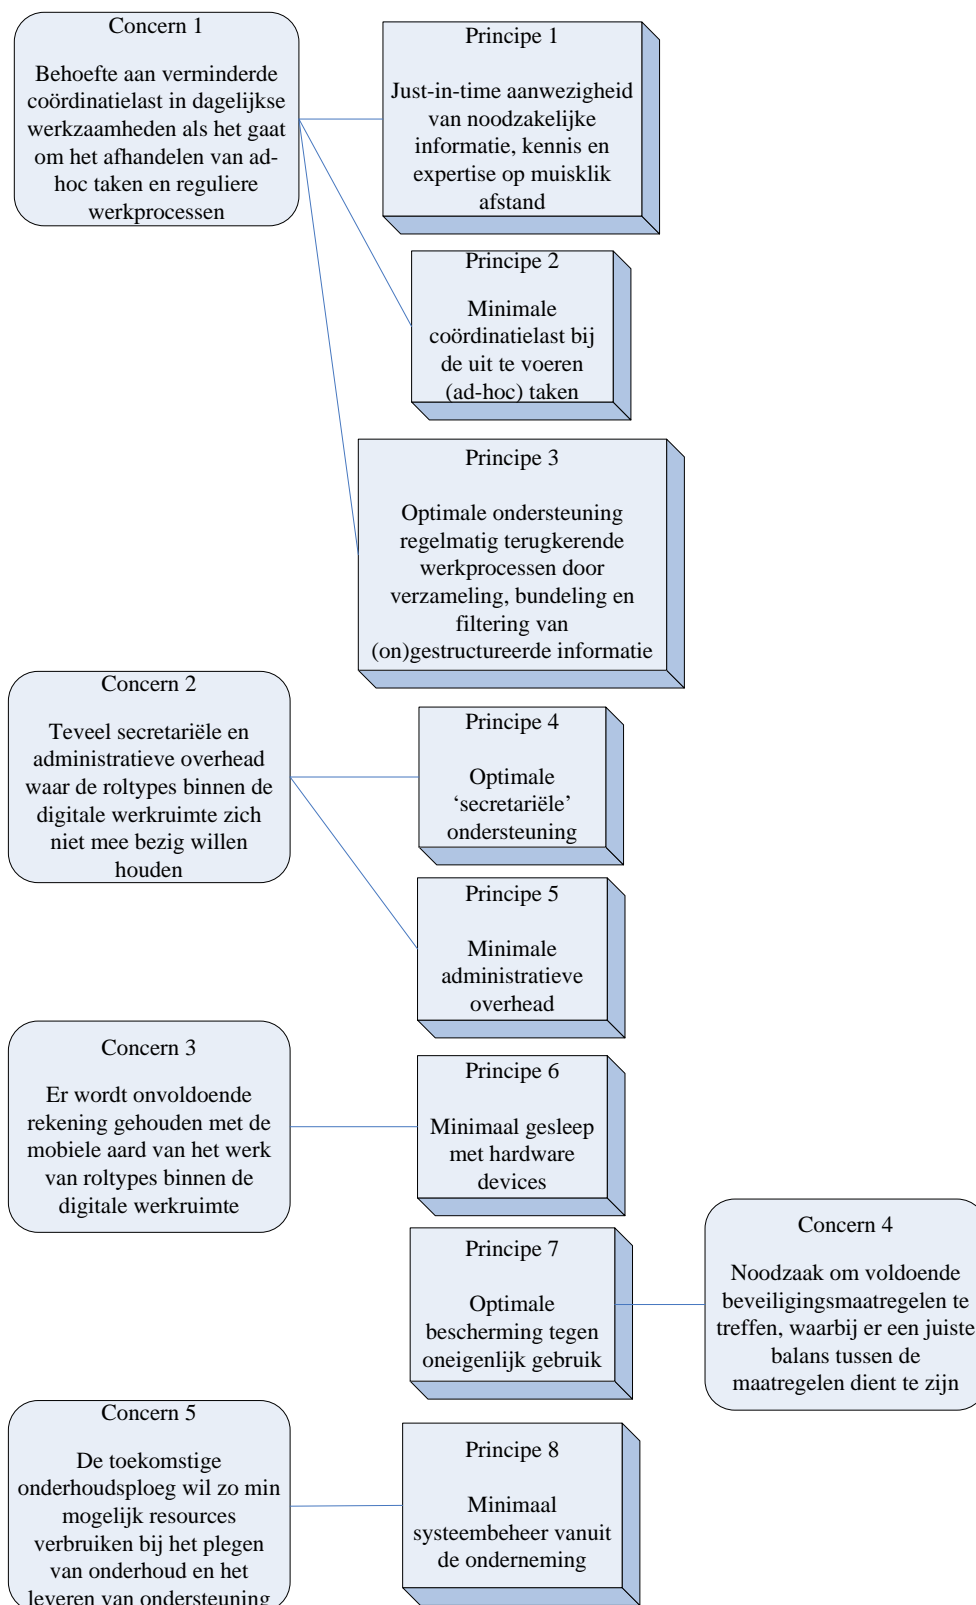 Concern 1
Behoefte aan verminderde
coördinatielast in dagelijkse
werkzaamheden als het gaat
om het afhandelen van ad-
hoc taken en reguliere
werkprocessen
Principe 1
Just-in-time aanwezigheid
van noodzakelijke
informatie, kennis en
expertise op muisklik
afstand
Principe 2
Minimale
coördinatielast bij
de uit te voeren
(ad-hoc) taken
Principe 3
Optimale ondersteuning
regelmatig terugkerende
werkprocessen door
verzameling, bundeling en
filtering van
(on)gestructureerde informatie
Concern 2
Teveel secretariële en
administratieve overhead
waar de roltypes binnen de
digitale werkruimte zich
niet mee bezig willen
houden
Principe 4
Optimale
‘secretariële’
ondersteuning
Principe 5
Minimale
administratieve
overhead
Concern 3
Er wordt onvoldoende
rekening gehouden met de
mobiele aard van het werk
van roltypes binnen de
digitale werkruimte
Principe 6
Minimaal gesleep
met hardware
devices
Principe 7
Optimale
bescherming tegen
oneigenlijk gebruik
Concern 4
Noodzaak om voldoende
beveiligingsmaatregelen te
treffen, waarbij er een juiste
balans tussen de
maatregelen dient te zijn
Concern 5
De toekomstige
onderhoudsploeg wil zo min
mogelijk resources
verbruiken bij het plegen
van onderhoud en het
leveren van ondersteuning
Principe 8
Minimaal
systeembeheer vanuit
de onderneming